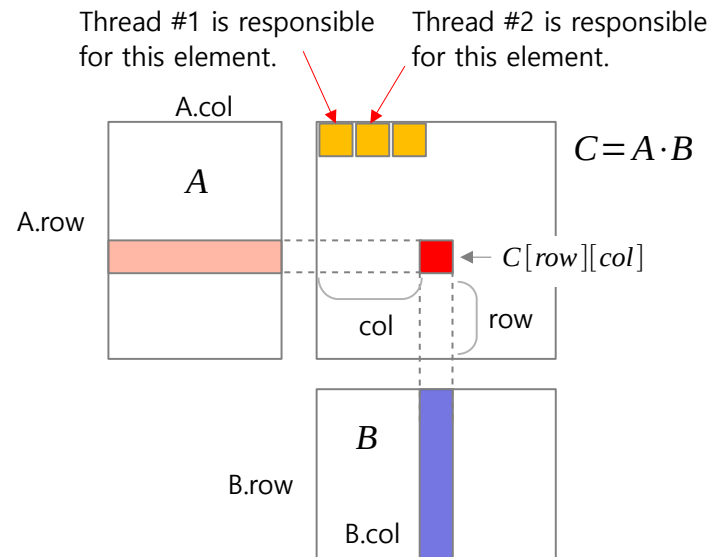 Thread #1 is responsible
for this element.
Thread #2 is responsible
for this element.
A.col
A
C=A·B
A.row
C[row][col]
col
row
B
B.row
B.col